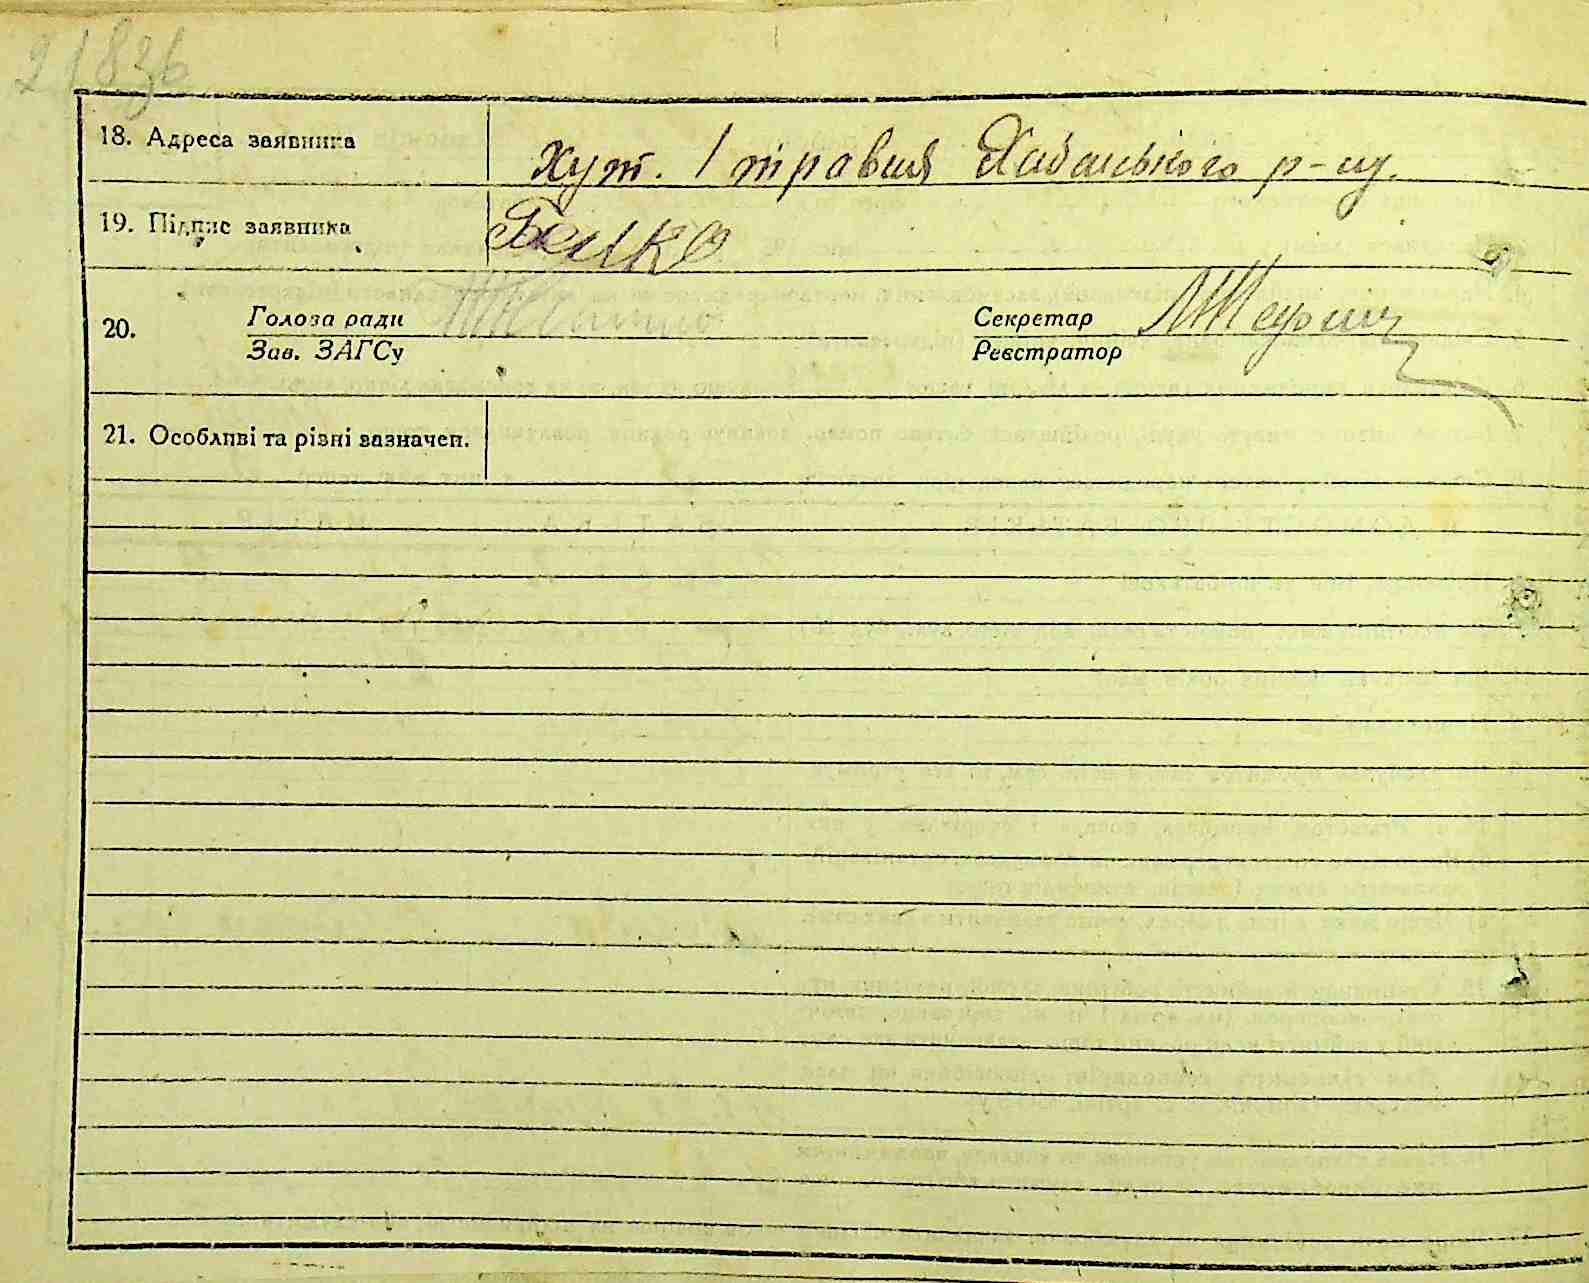 218зв
18. Адреса заявника хут. 1 травня Хабанського р-ну.
19. Підпис заявника Бенко
20. Голова ради
Секретар
Зав. ЗАГСу
Реєстратор
21. Особливі та різні зазначен.